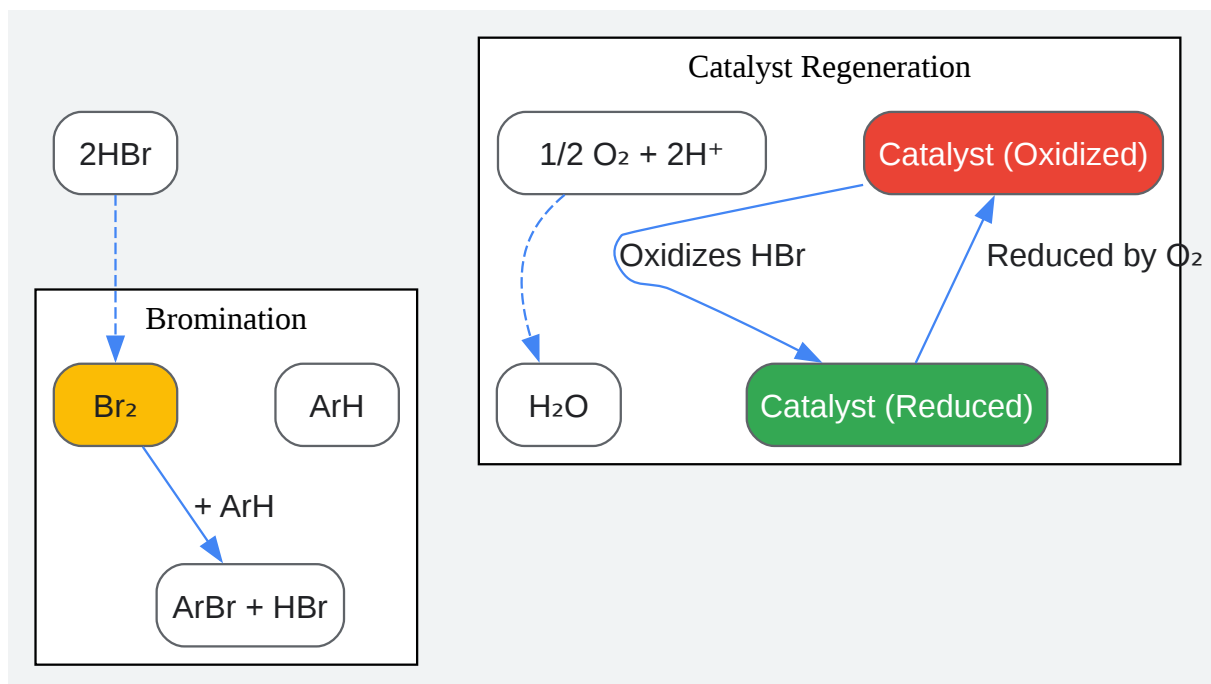 Catalyst Regeneration
2HBr
1/2 O₂ + 2H⁺
Catalyst (Oxidized)
Oxidizes HBr
Reduced by O₂
Bromination
Br₂
ArH
H₂O
Catalyst (Reduced)
+ ArH
ArBr + HBr